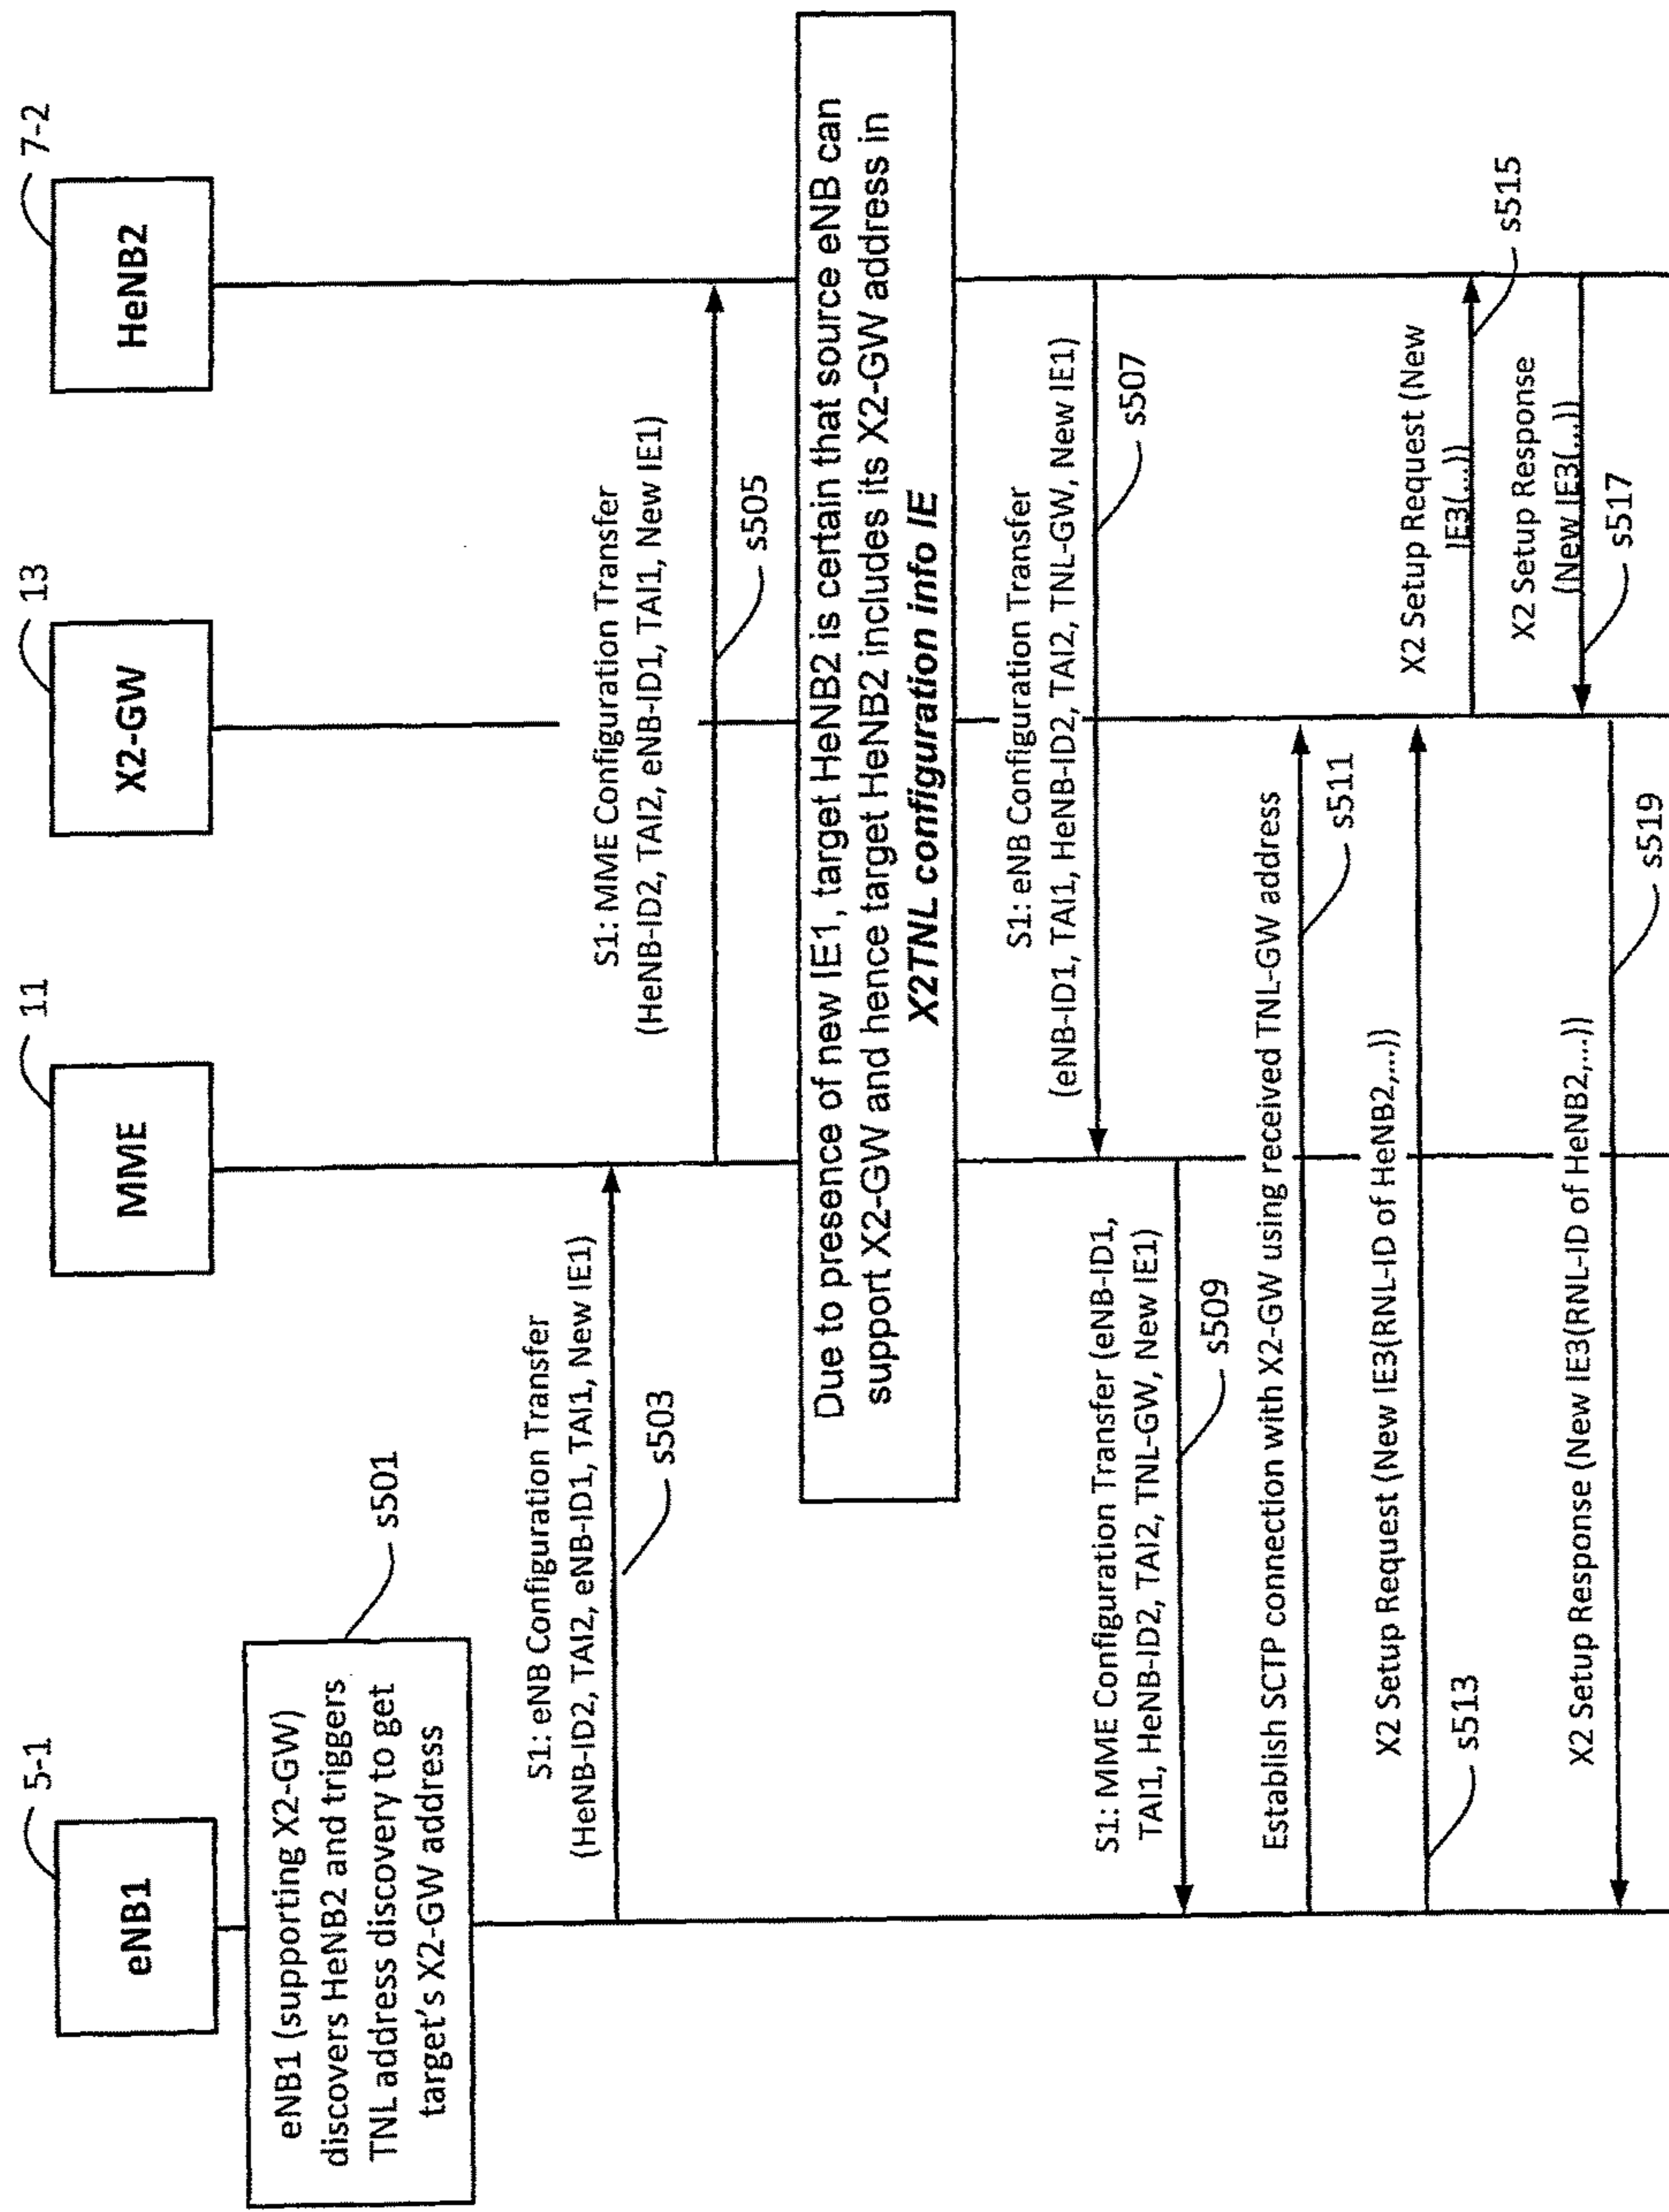 5-1
eNB1
11
MME
13
X2-GW
7-2
HeNB2
eNB1 (supporting X2-GW)
discovers HeNB2 and triggers
TNL address discovery to get
target's X2-GW address
s501
S1: eNB Configuration Transfer
(HeNB-ID2, TAI2, eNB-ID1, TAI1, New IE1)
s503
S1: MME Configuration Transfer
(HeNB-ID2, TAI2, eNB-ID1, TAI1, New IE1)
s505
Due to presence of new IE1, target HeNB2 is certain that source eNB can
support X2-GW and hence target HeNB2 includes its X2-GW address in
X2TNL configuration info IE
S1: eNB Configuration Transfer
(eNB-ID1, TAI1, HeNB-ID2, TAI2, TNL-GW, New IE1)
s507
S1: MME Configuration Transfer (eNB-ID1,
TAI1, HeNB-ID2, TAI2, TNL-GW, New IE1)
s509
Establish SCTP connection with X2-GW using received TNL-GW address
s511
X2 Setup Request (New IE3(RNL-ID of HeNB2,...))
s513
X2 Setup Request (New
IE3(...))
s515
X2 Setup Response
(New IE3(...))
s517
X2 Setup Response (New IE3(RNL-ID of HeNB2,...))
s519